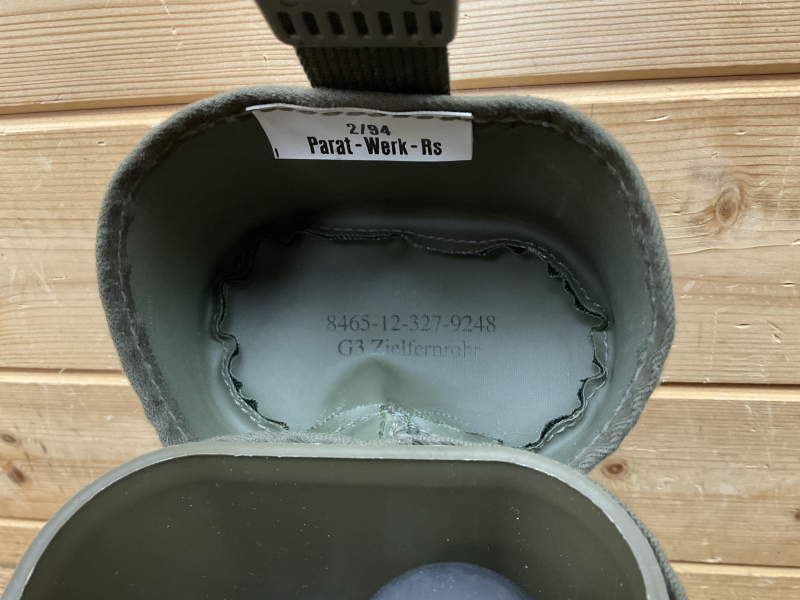 2/94
Parat-Werk-Rs
8465-12-327-9248
G3 Zielfernrohr